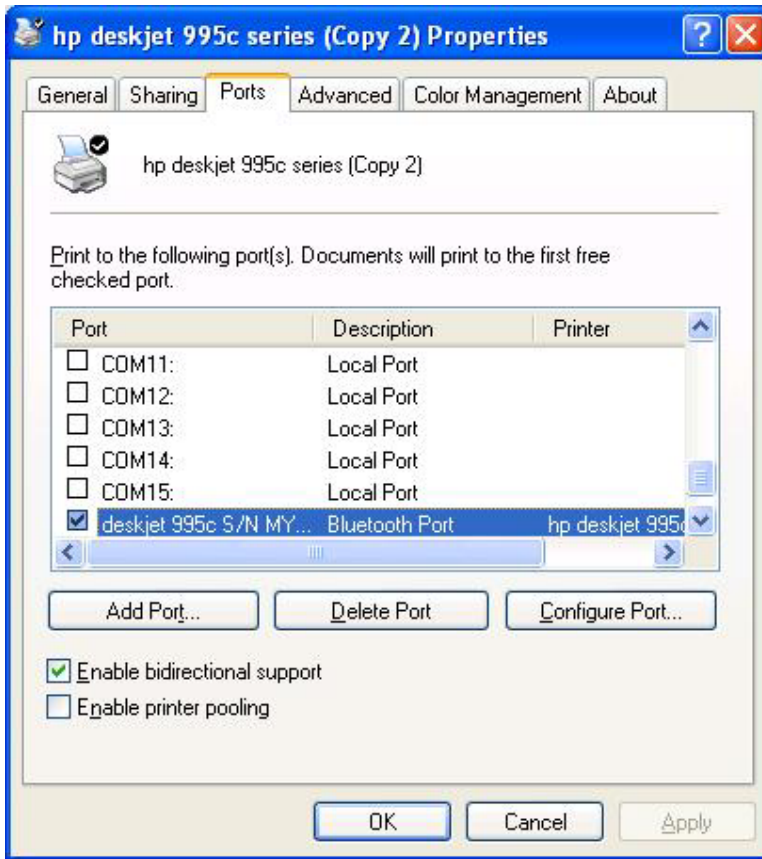 hp deskjet 995c series (Copy 2) Properties
General Sharing Ports Advanced Color Management About
hp deskjet 995c series (Copy 2)
Print to the following port(s). Documents will print to the first free
checked port.
Port Description Printer
COM11: Local Port
COM12: Local Port
COM13: Local Port
COM14: Local Port
COM15: Local Port
deskjet 995c S/N MY... Bluetooth Port hp deskjet 995c
Add Port... Delete Port Configure Port...
Enable bidirectional support
Enable printer pooling
OK Cancel Apply